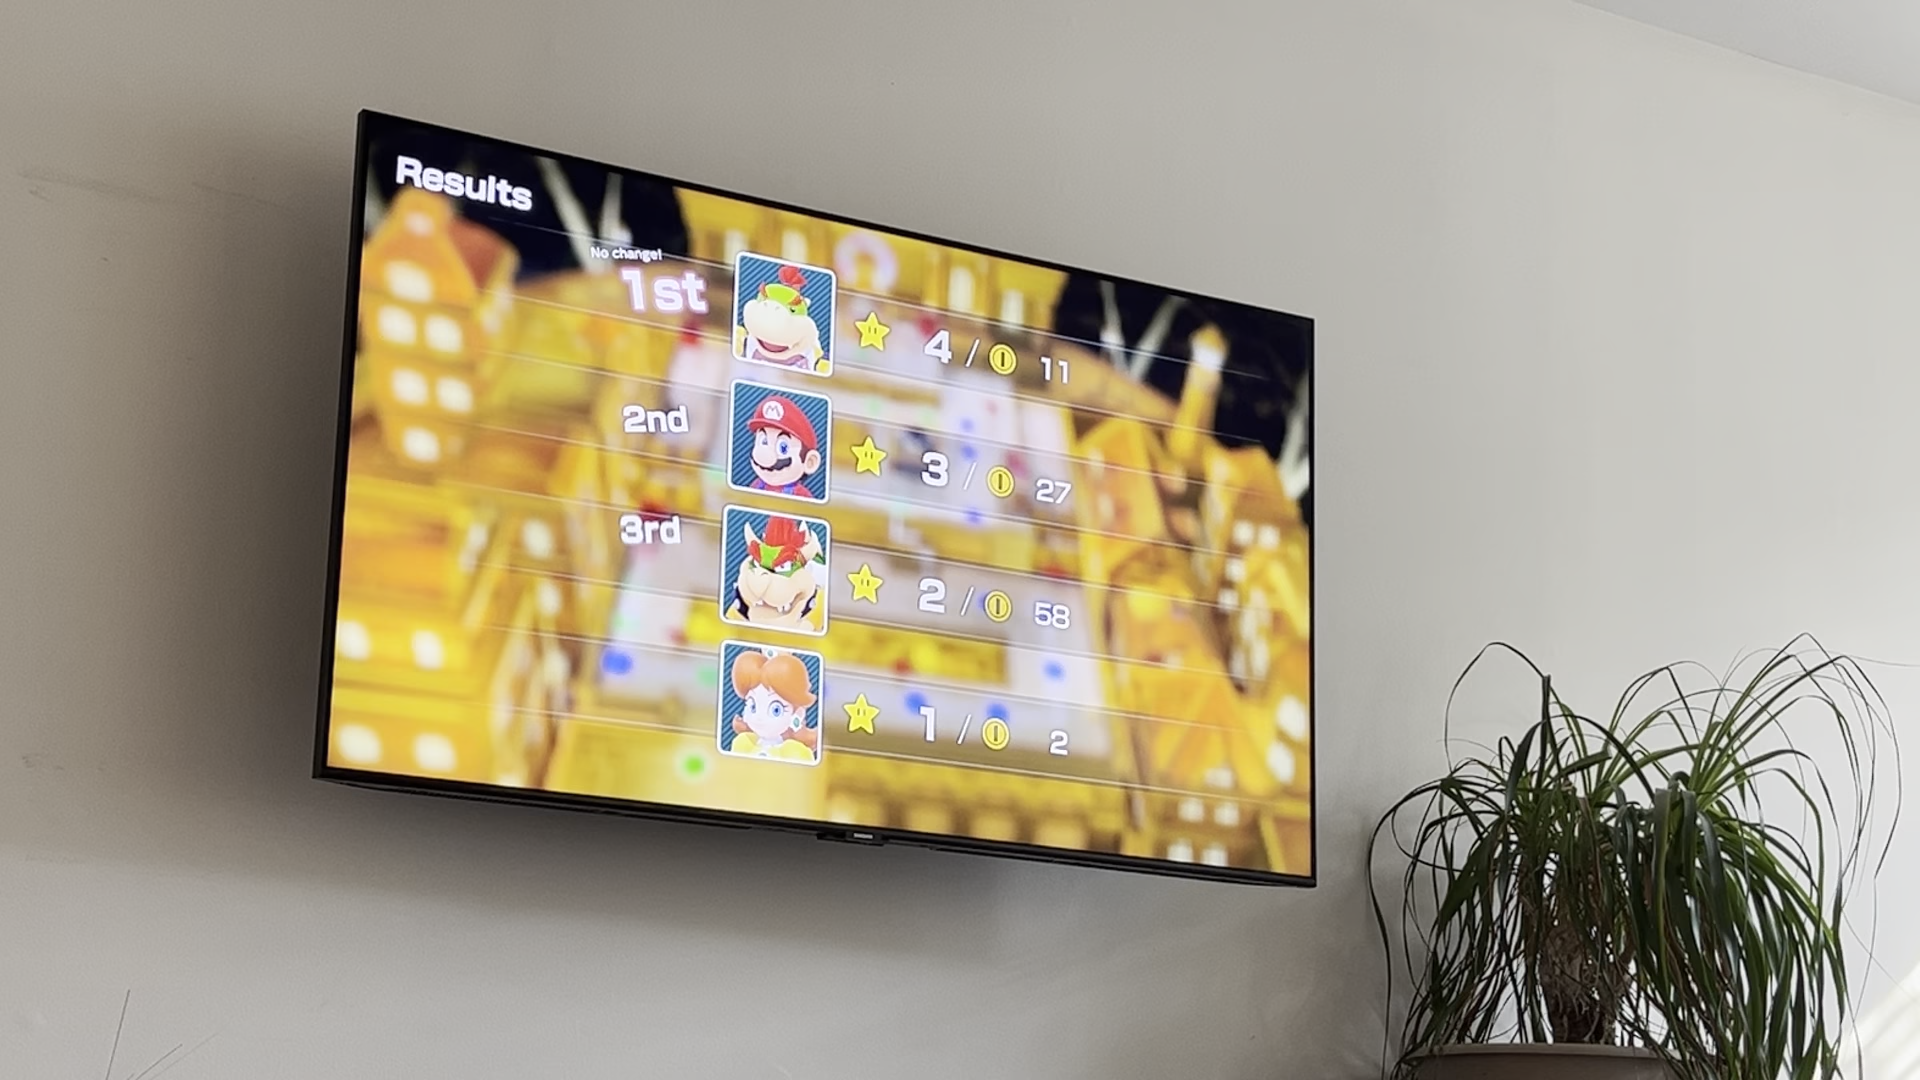 Results
No change!
1st
4 / 11
2nd
M
3 / 27
3rd
2 / 58
1 / 2